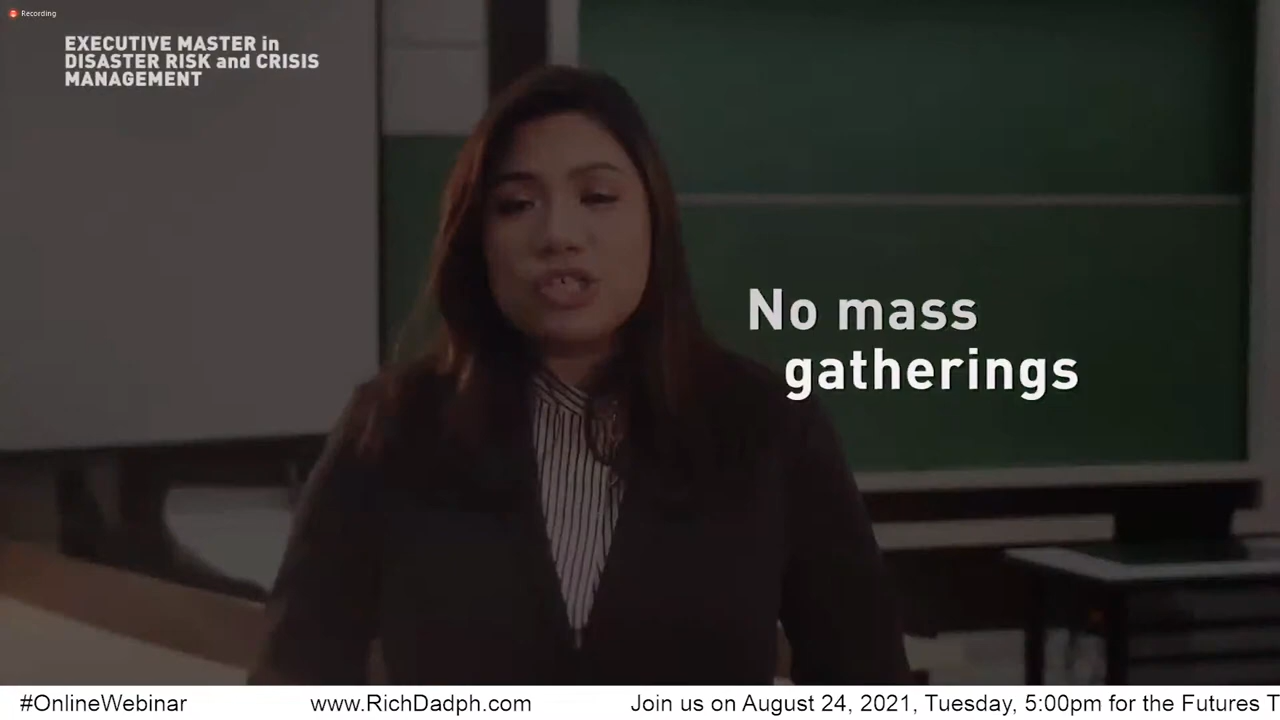 Recording
EXECUTIVE MASTER in
DISASTER RISK and CRISIS
MANAGEMENT
No mass
gatherings
#OnlineWebinar www.RichDadph.com Join us on August 24, 2021, Tuesday, 5:00pm for the Futures T